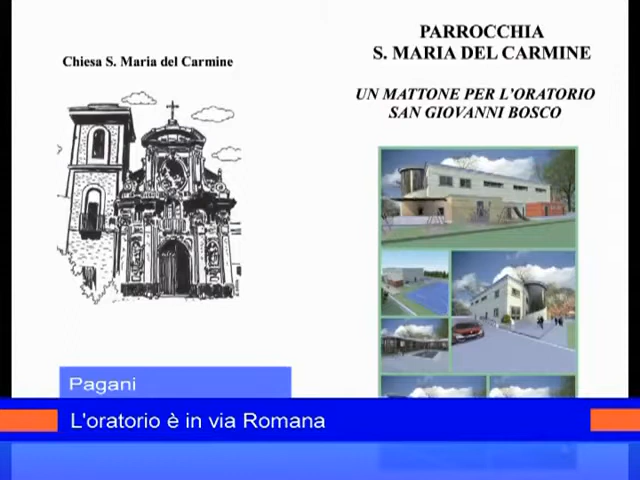 Chiesa S. Maria del Carmine
PARROCCHIA
S. MARIA DEL CARMINE
UN MATTONE PER L'ORATORIO
SAN GIOVANNI BOSCO
Pagani
L'oratorio è in via Romana